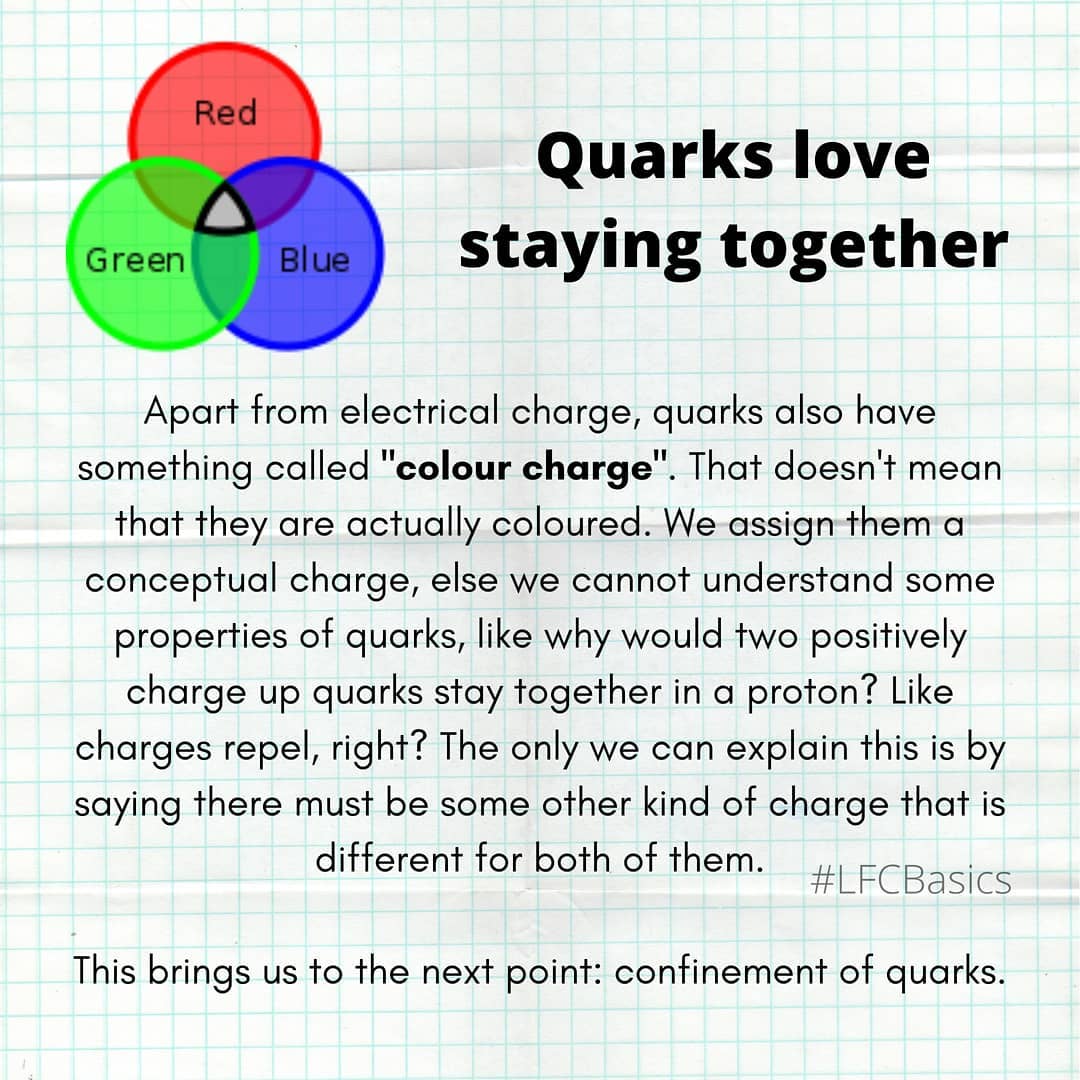 Red
Green
Blue
Quarks love
staying together
Apart from electrical charge, quarks also have
something called "colour charge". That doesn't mean
that they are actually coloured. We assign them a
conceptual charge, else we cannot understand some
properties of quarks, like why would two positively
charge up quarks stay together in a proton? Like
charges repel, right? The only we can explain this is by
saying there must be some other kind of charge that is
different for both of them.
#LFCBasics
This brings us to the next point: confinement of quarks.